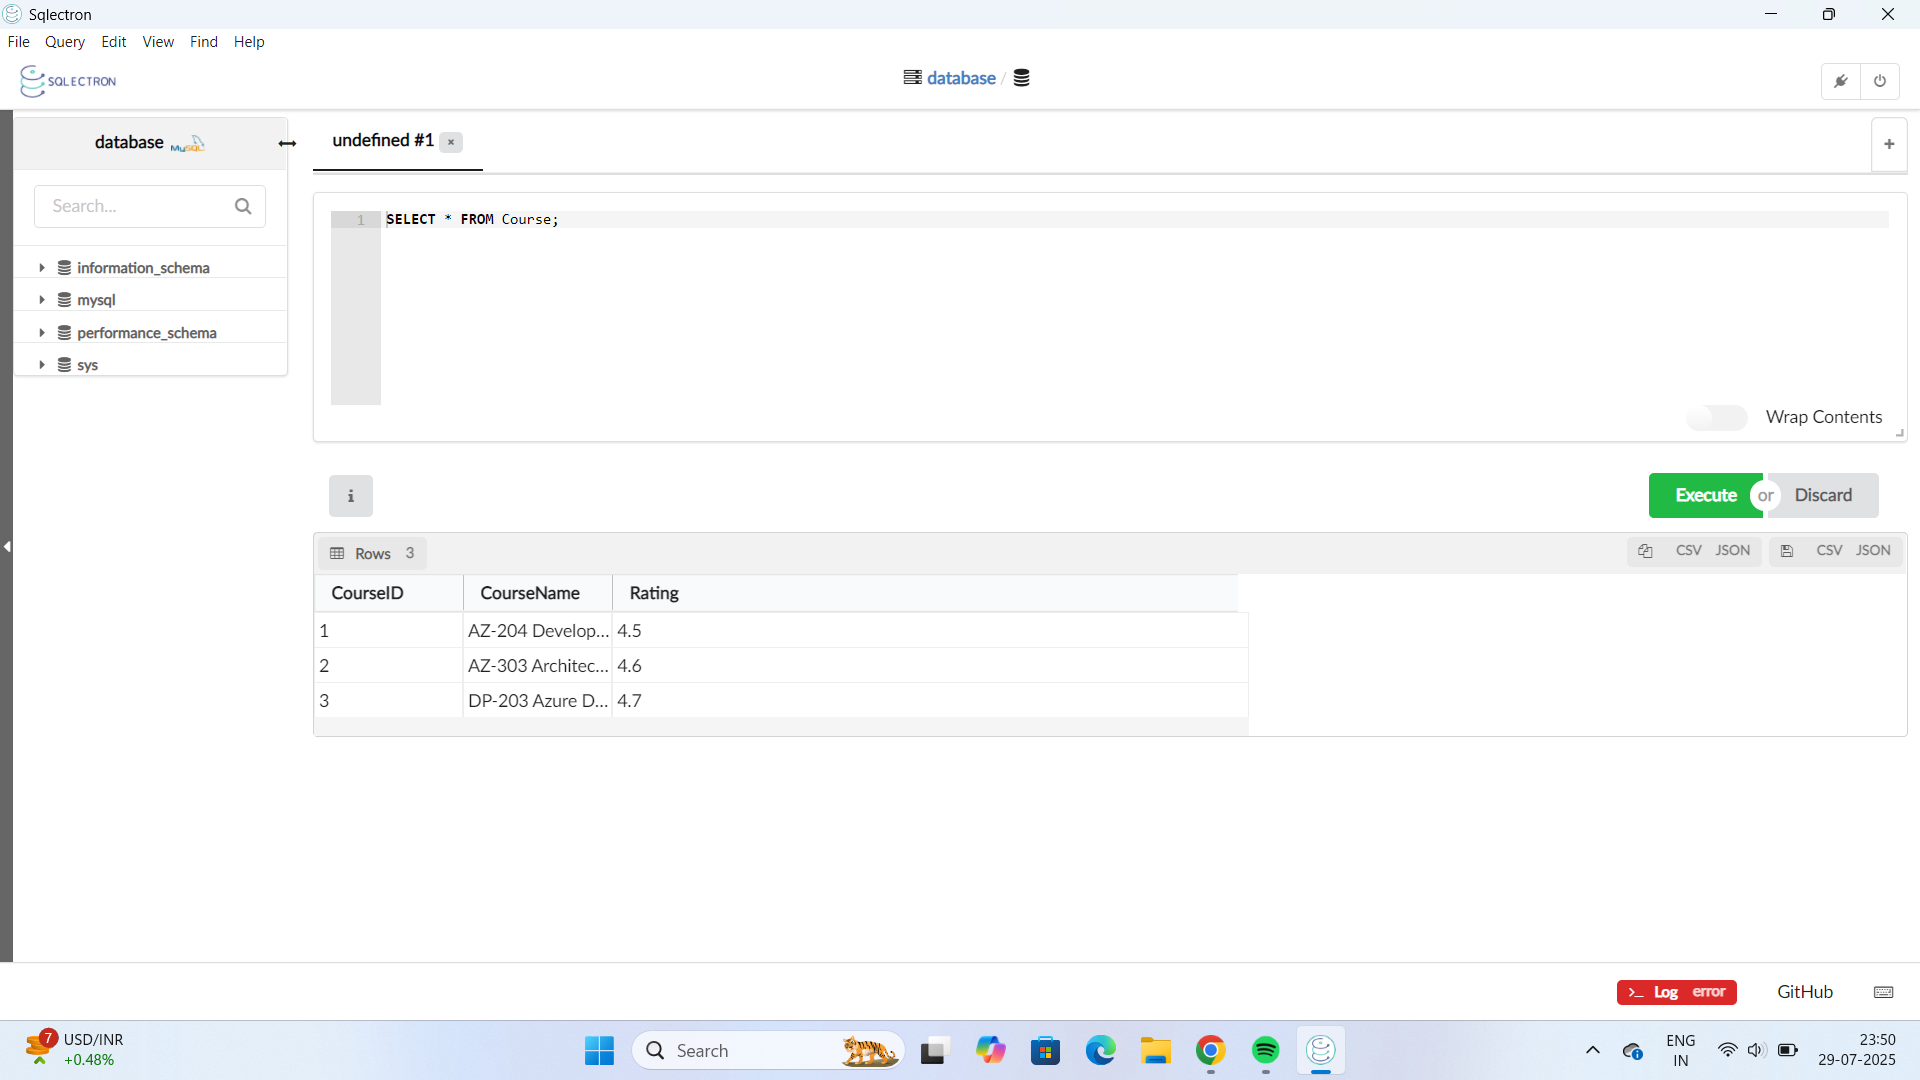 Sqlectron
File Query Edit View Find Help
SQLECTRON
database /
database MySQL
undefined #1 ×
+
Search...
information_schema
mysql
performance_schema
sys
1 SELECT * FROM Course;
Wrap Contents
i
Execute or Discard
Rows 3
CSV JSON CSV JSON
CourseID CourseName Rating
1 AZ-204 Develop... 4.5
2 AZ-303 Architec... 4.6
3 DP-203 Azure D... 4.7
>_ Log error GitHub
7 USD/INR
+0.48%
Search
ENG
IN
23:50
29-07-2025